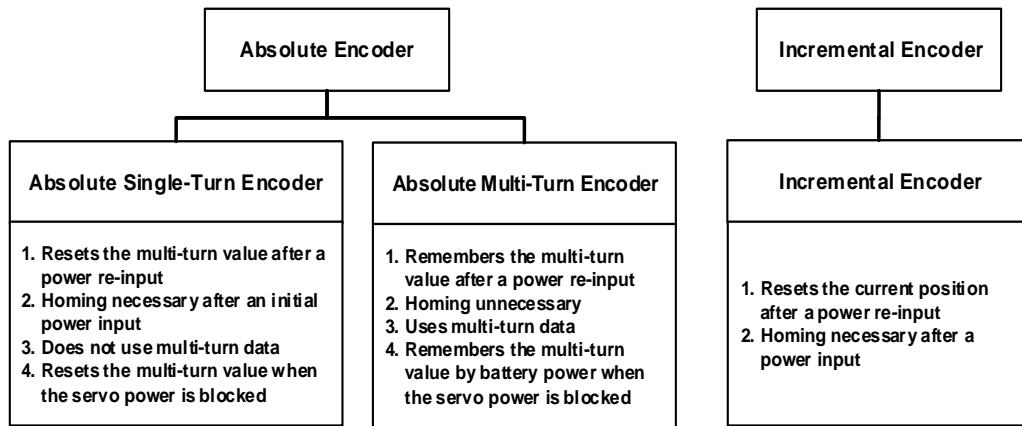 Absolute Encoder
Incremental Encoder
Absolute Single-Turn Encoder
1. Resets the multi-turn value after a
power re-input
2. Homing necessary after an initial
power input
3. Does not use multi-turn data
4. Resets the multi-turn value when
the servo power is blocked
Absolute Multi-Turn Encoder
1. Remembers the multi-turn
value after a power re-input
2. Homing unnecessary
3. Uses multi-turn data
4. Remembers the multi-turn
value by battery power when
the servo power is blocked
Incremental Encoder
1. Resets the current position
after a power re-input
2. Homing necessary after a
power input